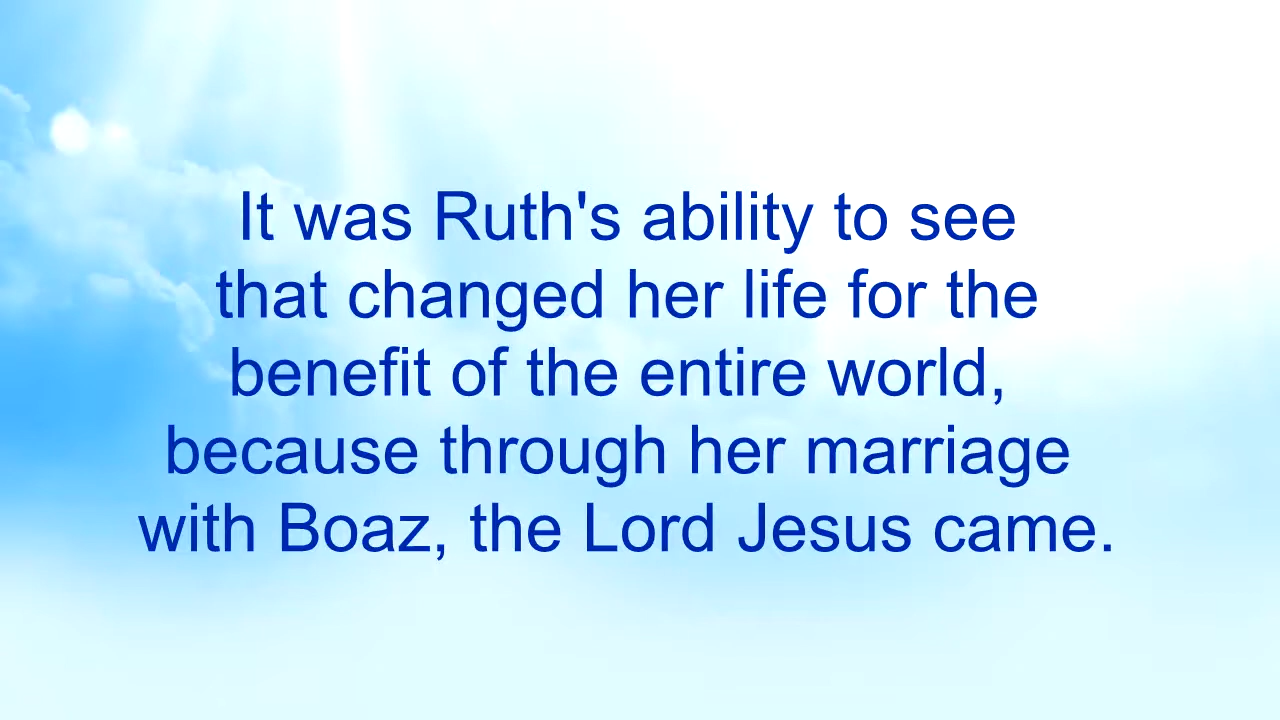 It was Ruth's ability to see
that changed her life for the
benefit of the entire world,
because through her marriage
with Boaz, the Lord Jesus came.